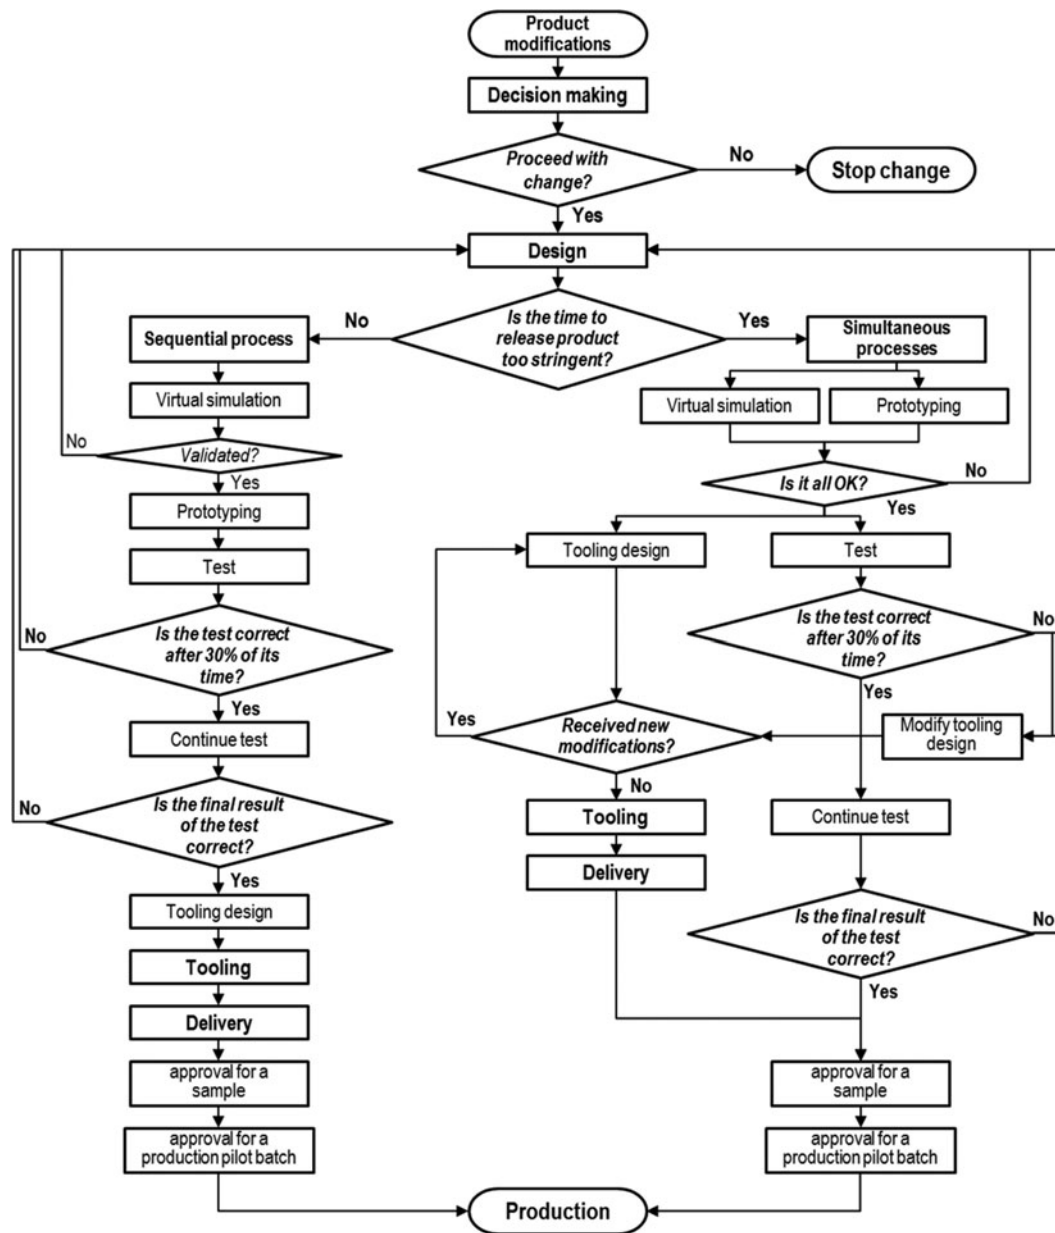 Product
modifications
Decision making
Proceed with
change?
No
Stop change
Yes
Design
Is the time to
release product
too stringent?
No
Yes
Sequential process
Virtual simulation
No
Validated?
Yes
Prototyping
Test
No
Is the test correct
after 30% of its
time?
Yes
Continue test
No
Is the final result
of the test
correct?
Yes
Tooling design
Tooling
Delivery
approval for a
sample
approval for a
production pilot batch
Simultaneous
processes
Virtual simulation
Prototyping
Is it all OK?
No
Yes
Tooling design
Test
Is the test correct
after 30% of its
time?
No
Yes
Yes
Received new
modifications?
Modify tooling
design
No
Tooling
Delivery
Continue test
Is the final result
of the test
correct?
No
Yes
approval for a
sample
approval for a
production pilot batch
Production